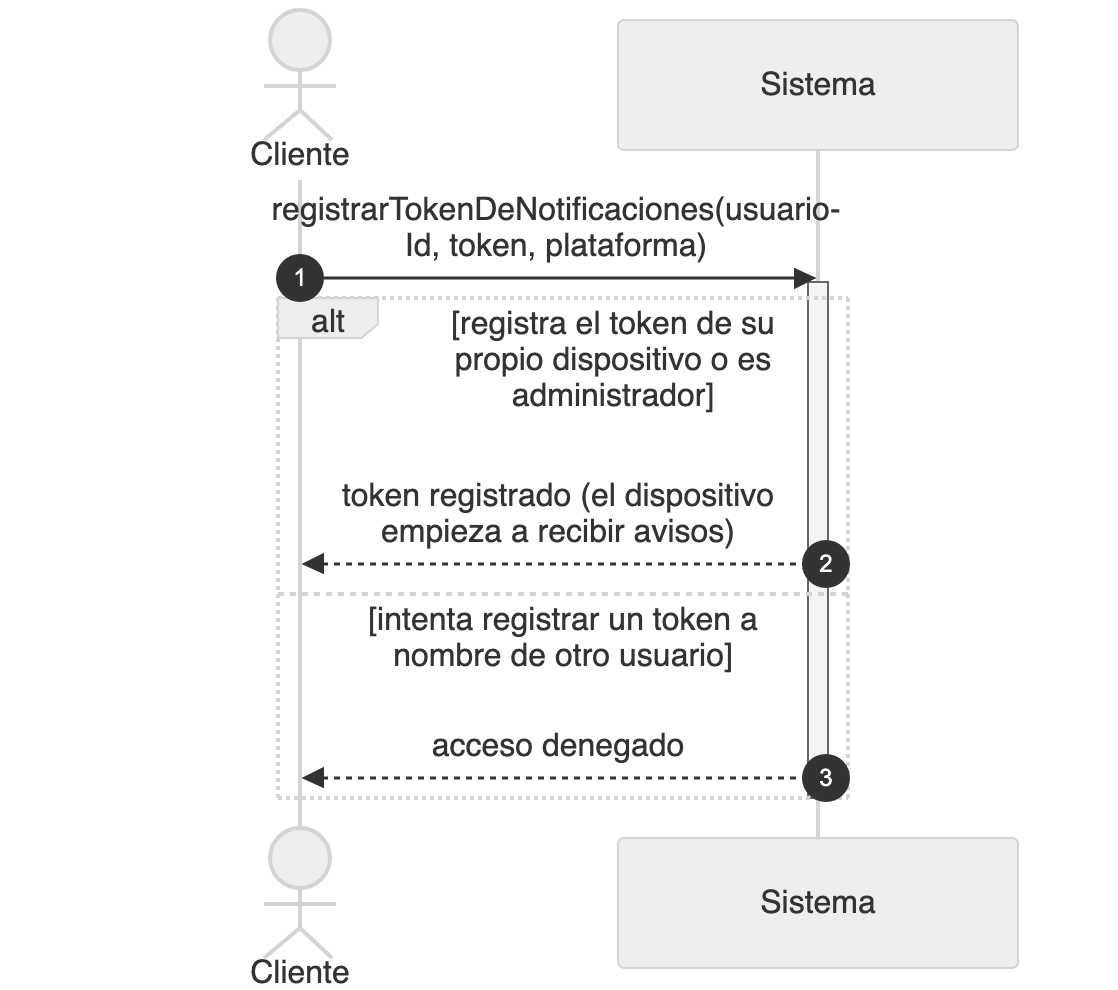 Cliente
Sistema
registrarTokenDeNotificaciones(usuario-
Id, token, plataforma)
1
alt
[registra el token de su
propio dispositivo o es
administrador]
token registrado (el dispositivo
empieza a recibir avisos)
2
[intenta registrar un token a
nombre de otro usuario]
acceso denegado
3
Cliente
Sistema